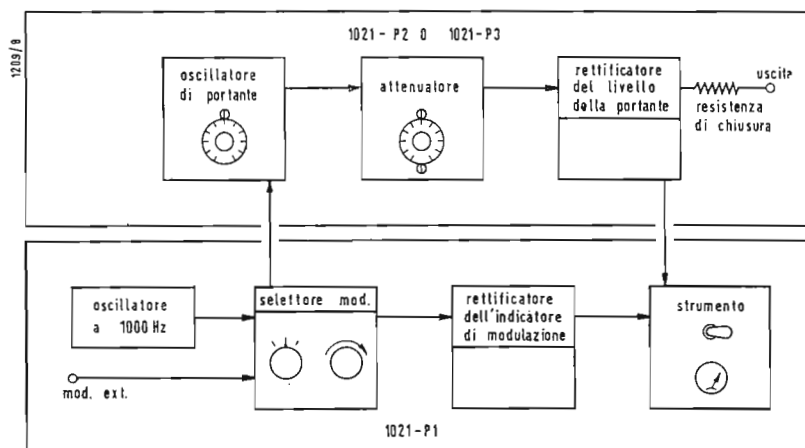 1209/8
1021 - P2 O 1021 - P3
oscillatore
di portante
attenuatore
rettificatore
del livello
della portante
uscita
resistenza
di chiusura
oscillatore
a 1000 Hz
mod. ext.
selettore mod.
rettificatore
dell'indicatore
di modulazione
strumento
1021 - P1